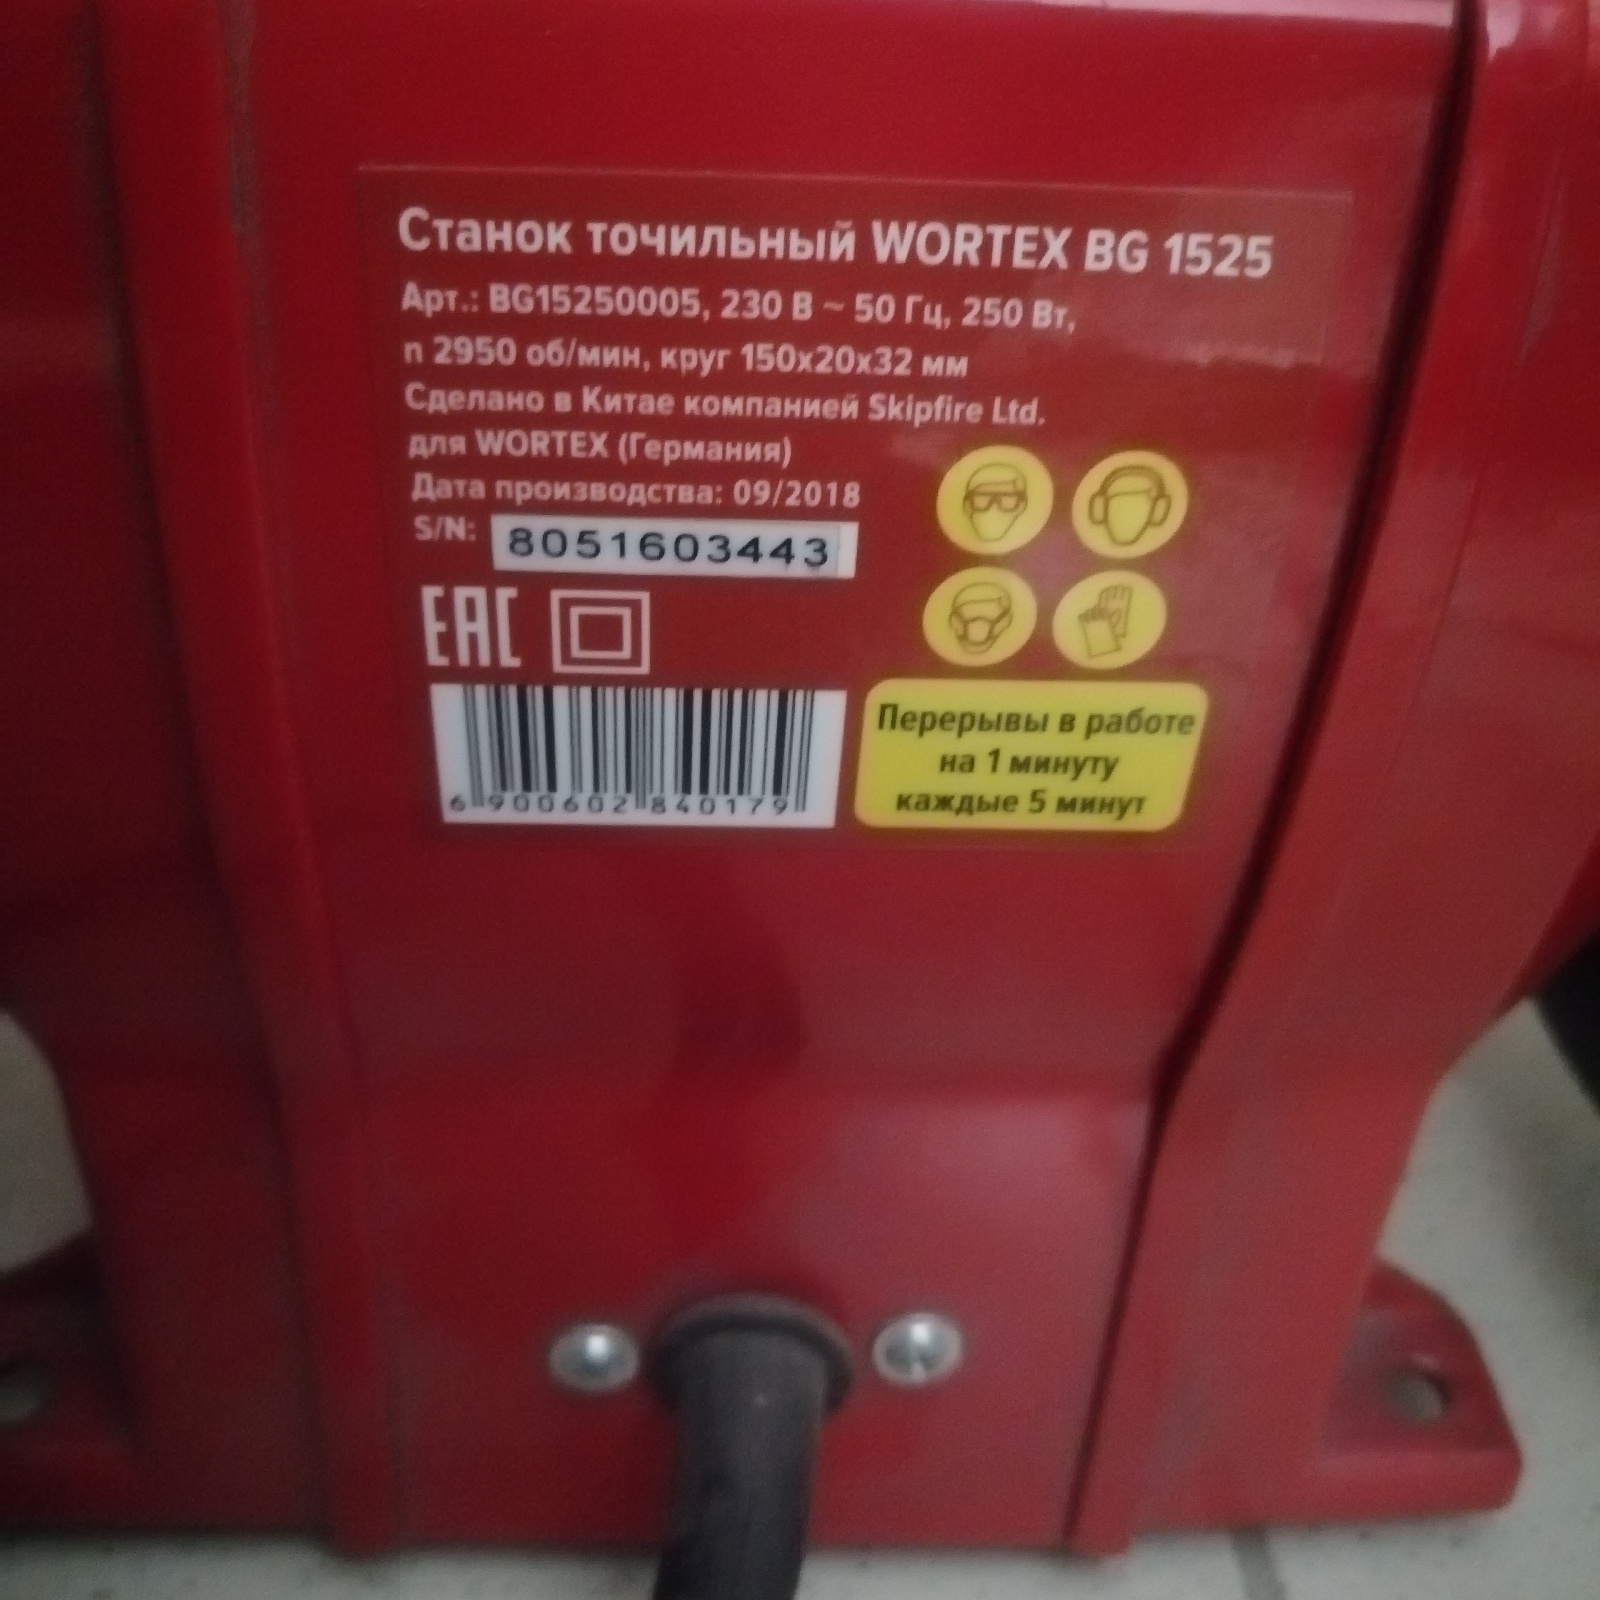 Станок точильный WORTEX BG 1525
Арт.: BG15250005, 230 В ~ 50 Гц, 250 Вт,
n 2950 об/мин, круг 150х20х32 мм
Сделано в Китае компанией Skipfire Ltd.
для WORTEX (Германия)
Дата производства: 09/2018
S/N: 8051603443
EAC
6 900602 840179
Перерывы в работе
на 1 минуту
каждые 5 минут